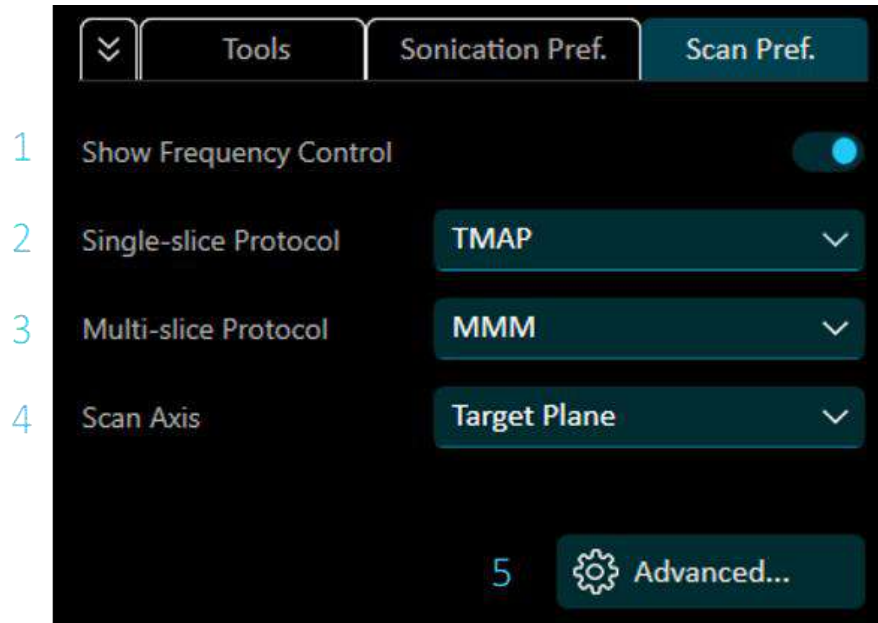 Tools Sonication Pref. Scan Pref.
1 Show Frequency Control
2 Single-slice Protocol TMAP
3 Multi-slice Protocol MMM
4 Scan Axis Target Plane
5 Advanced...